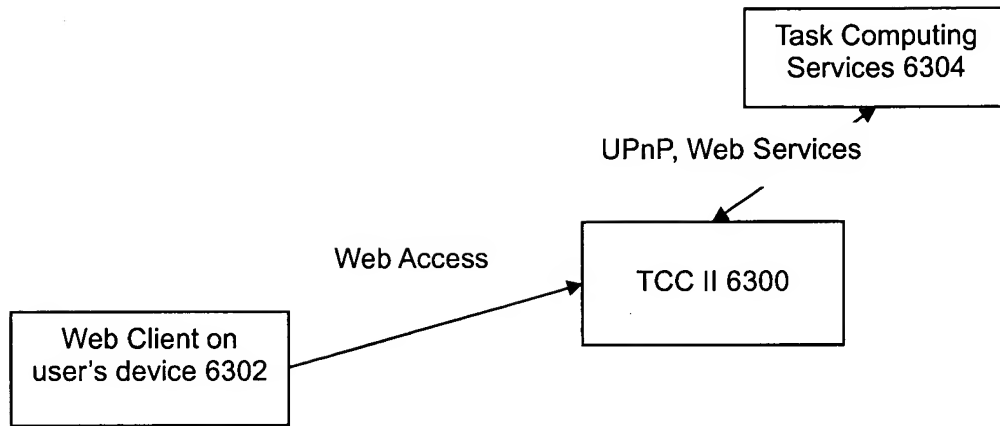 Task Computing
Services 6304
UPnP, Web Services
Web Access
TCC II 6300
Web Client on
user's device 6302